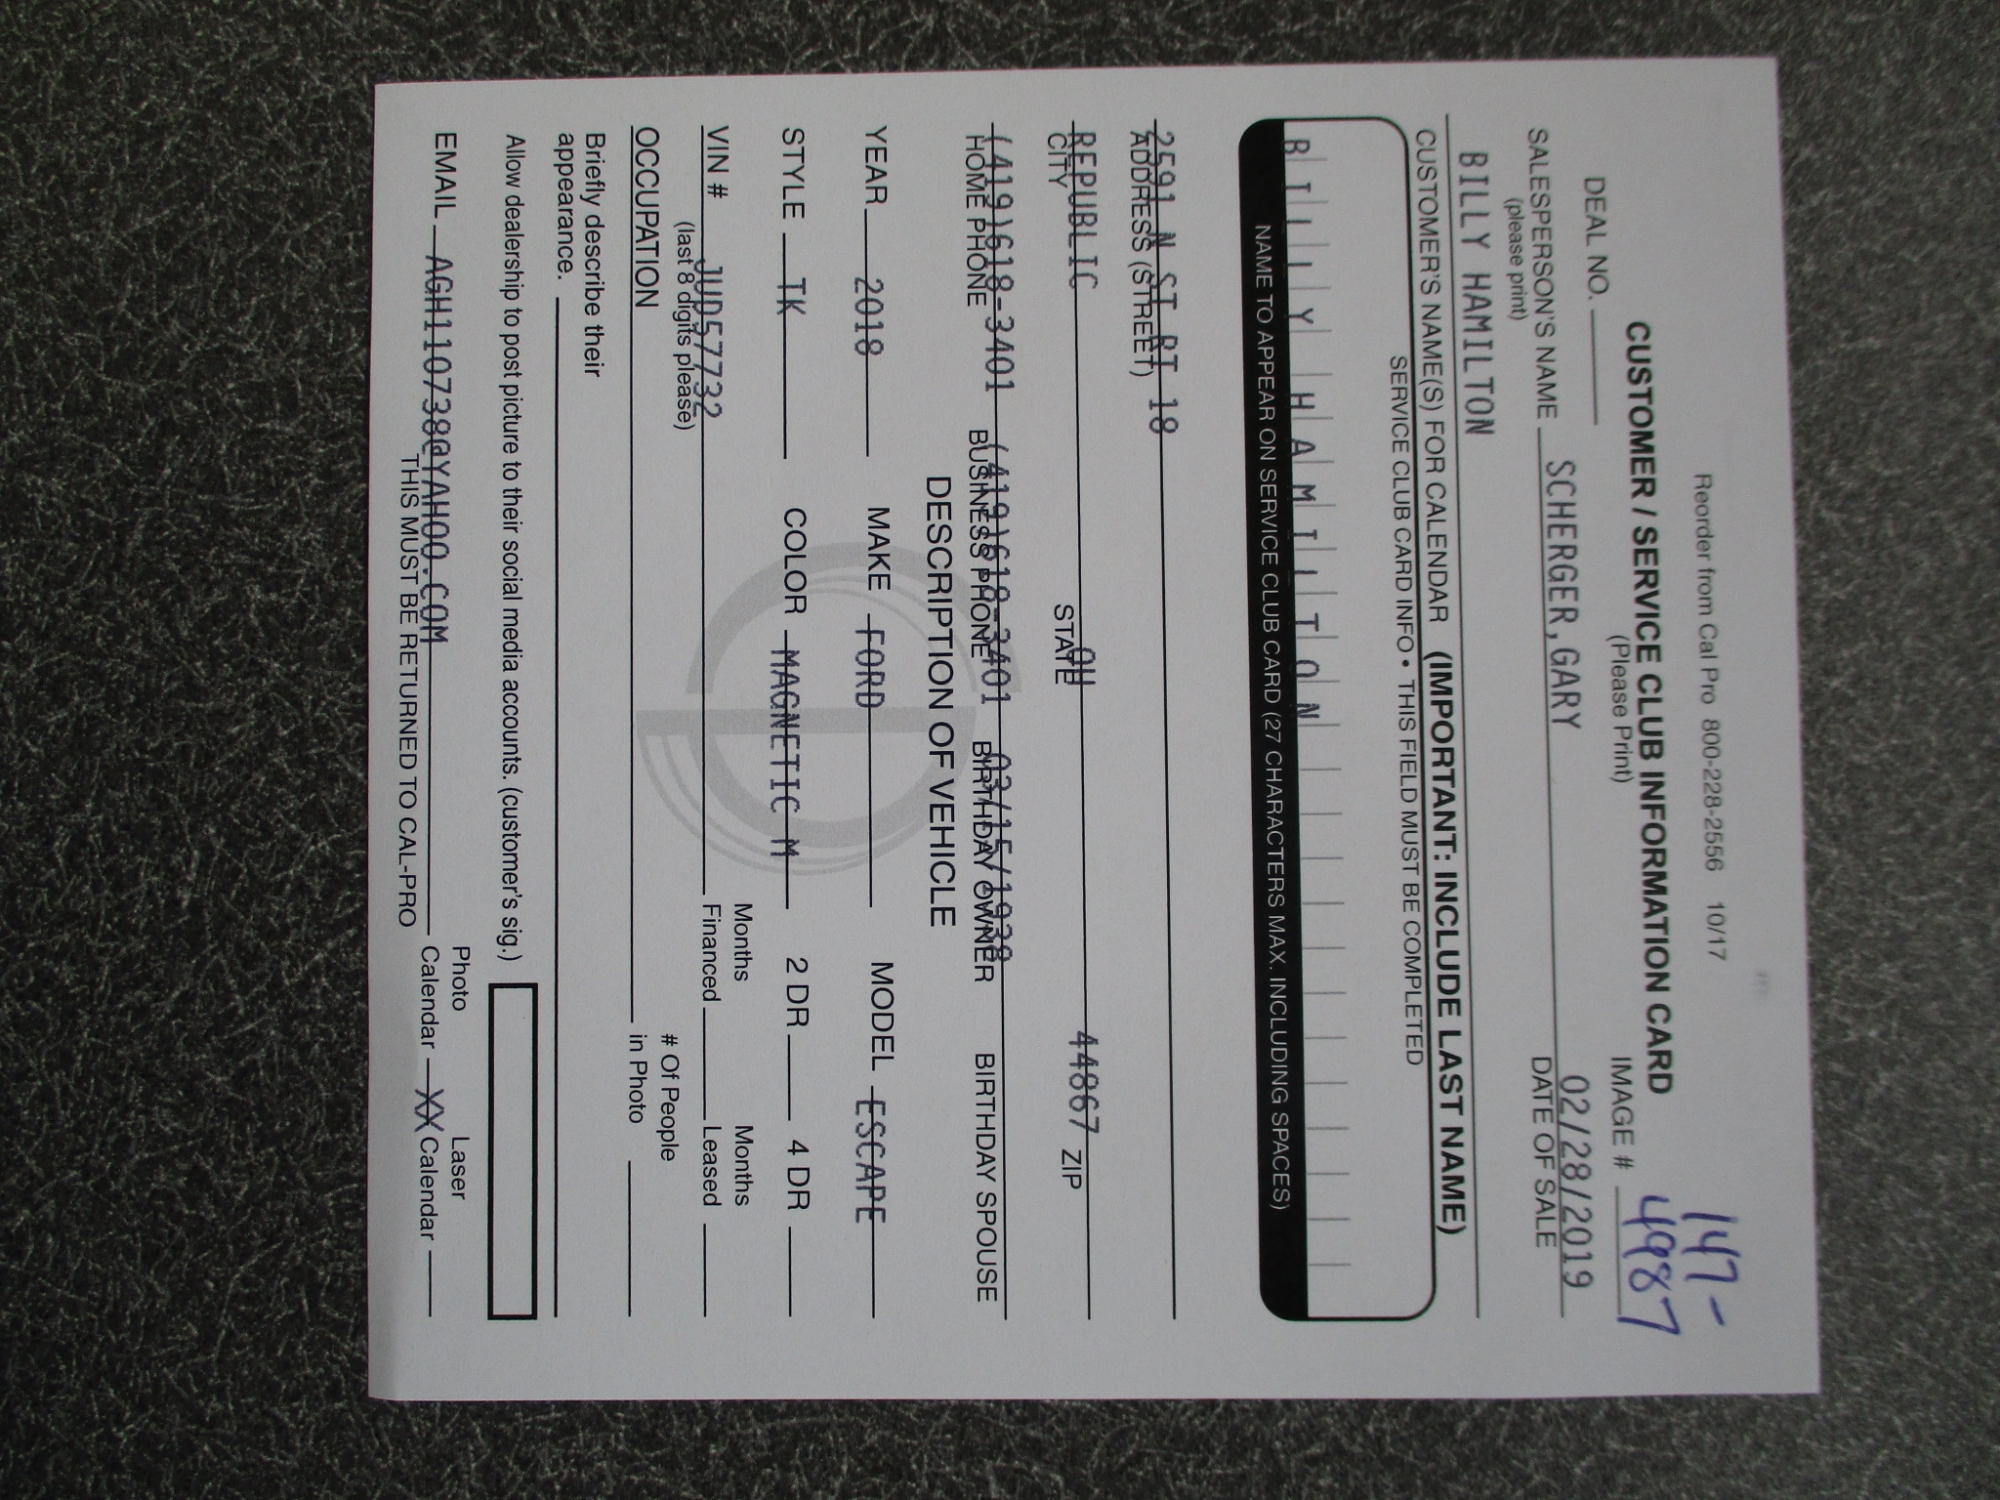 Reorder from Cal Pro 800-228-2556 10/17
147-
CUSTOMER / SERVICE CLUB INFORMATION CARD
(Please Print)
IMAGE # 4987
DEAL NO.
SCHERGER,GARY 02/28/2019
SALESPERSON'S NAME DATE OF SALE
(please print)
BILLY HAMILTON
CUSTOMER'S NAME(S) FOR CALENDAR (IMPORTANT: INCLUDE LAST NAME)
SERVICE CLUB CARD INFO • THIS FIELD MUST BE COMPLETED
BILLY HAMILTON
NAME TO APPEAR ON SERVICE CLUB CARD (27 CHARACTERS MAX. INCLUDING SPACES)
2591 N ST RT 18
ADDRESS (STREET)
REPUBLIC OH 44867
CITY STATE ZIP
(419)618-3401 (419)618-3401 03/15/1938
HOME PHONE BUSINESS PHONE BIRTHDAY OWNER BIRTHDAY SPOUSE
DESCRIPTION OF VEHICLE
YEAR 2018 MAKE FORD MODEL ESCAPE
STYLE TK COLOR MAGNETIC M 2 DR 4 DR
Months Months
VIN # JUD57732 Financed Leased
(last 8 digits please)
# Of People
OCCUPATION in Photo
Briefly describe their
appearance.
Allow dealership to post picture to their social media accounts. (customer's sig.)
Photo Laser
EMAIL AGH110738@YAHOO.COM Calendar XX Calendar
THIS MUST BE RETURNED TO CAL-PRO